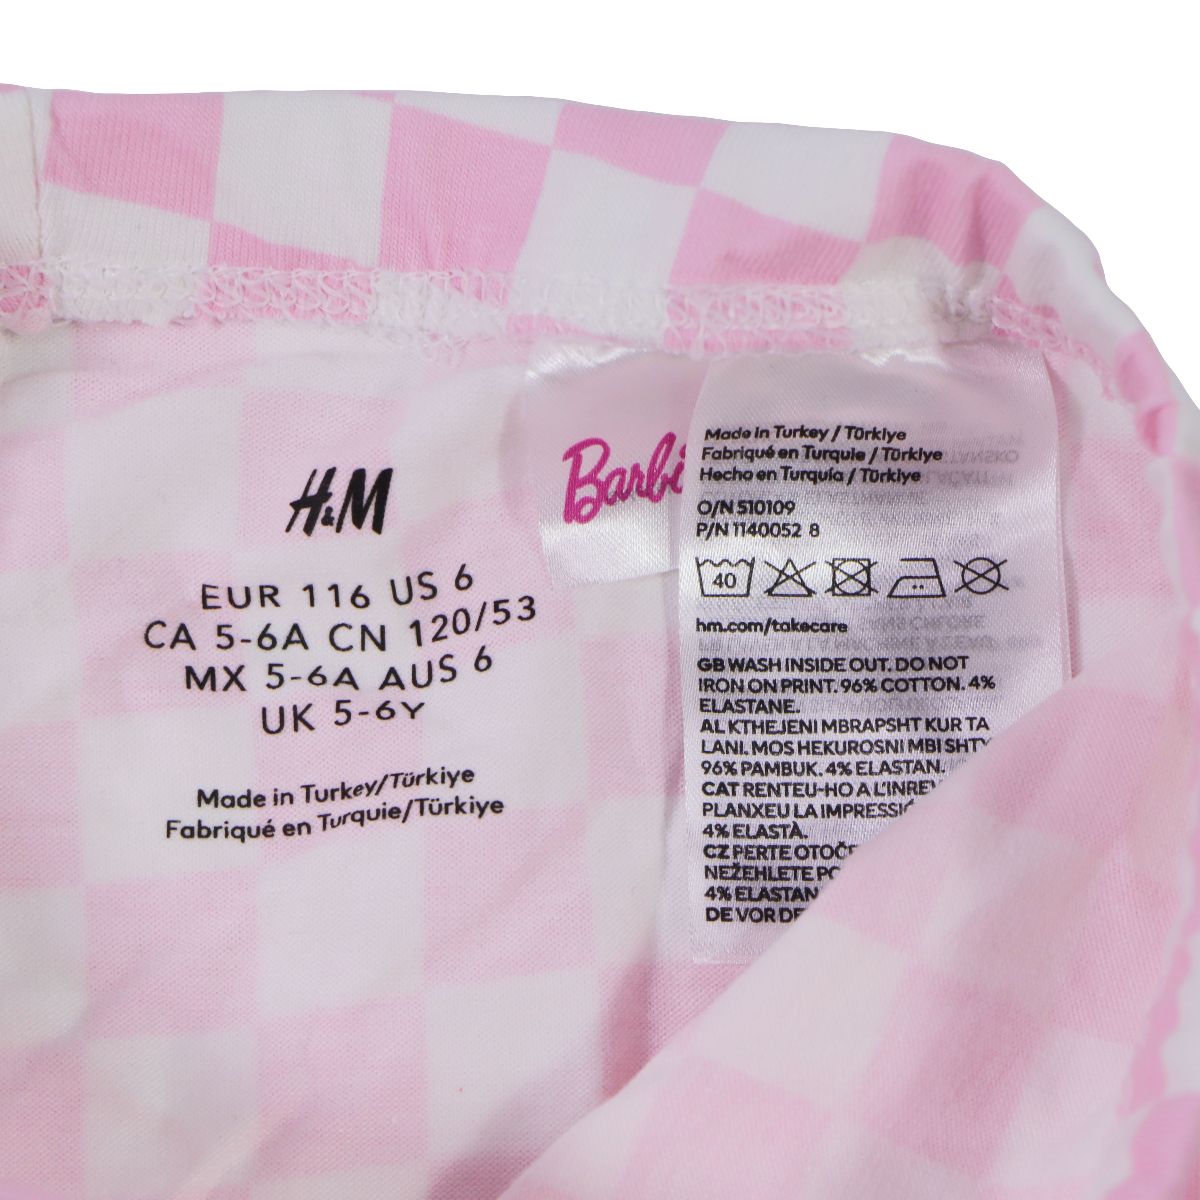 H&M
EUR 116 US 6
CA 5-6A CN 120/53
MX 5-6A AUS 6
UK 5-6Y
Made in Turkey/Türkiye
Fabriqué en Turquie/Türkiye
Barbi
Made in Turkey / Türkiye
Fabriqué en Turquie / Türkiye
Hecho en Turquía / Türkiye
O/N 510109
P/N 1140052 8
40
hm.com/takecare
GB WASH INSIDE OUT. DO NOT
IRON ON PRINT. 96% COTTON. 4%
ELASTANE.
AL KTHEJENI MBRAPSHT KUR TA
LANI. MOS HEKUROSNI MBI SHTY
96% PAMBUK. 4% ELASTAN.
CAT RENTEU-HO A L'INREV
PLANXEU LA IMPRESSIÓ
4% ELASTÀ.
CZ PERTE OTOČE
NEŽEHLETE PO
4% ELASTAN
DE VOR DE